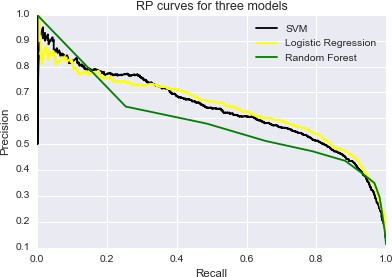 RP curves for three models
SVM
Logistic Regression
Random Forest
Precision
1.0
0.9
0.8
0.7
0.6
0.5
0.4
0.3
0.2
0.1
0.0 0.2 0.4 0.6 0.8 1.0
Recall